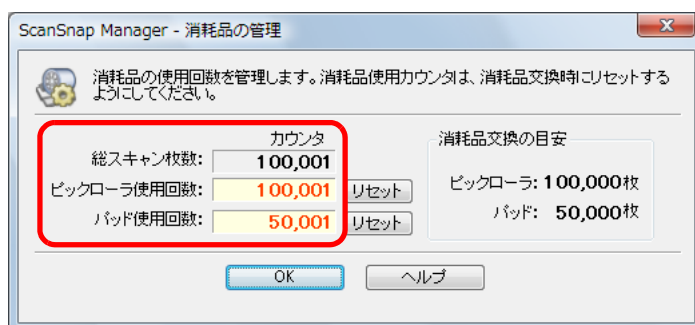 ScanSnap Manager - 消耗品の管理
消耗品の使用回数を管理します。消耗品使用カウンタは、消耗品交換時にリセットする
ようにしてください。
カウンタ
総スキャン枚数: 100,001
ピックローラ使用回数: 100,001 リセット
パッド使用回数: 50,001 リセット
消耗品交換の目安
ピックローラ: 100,000枚
パッド: 50,000枚
OK ヘルプ